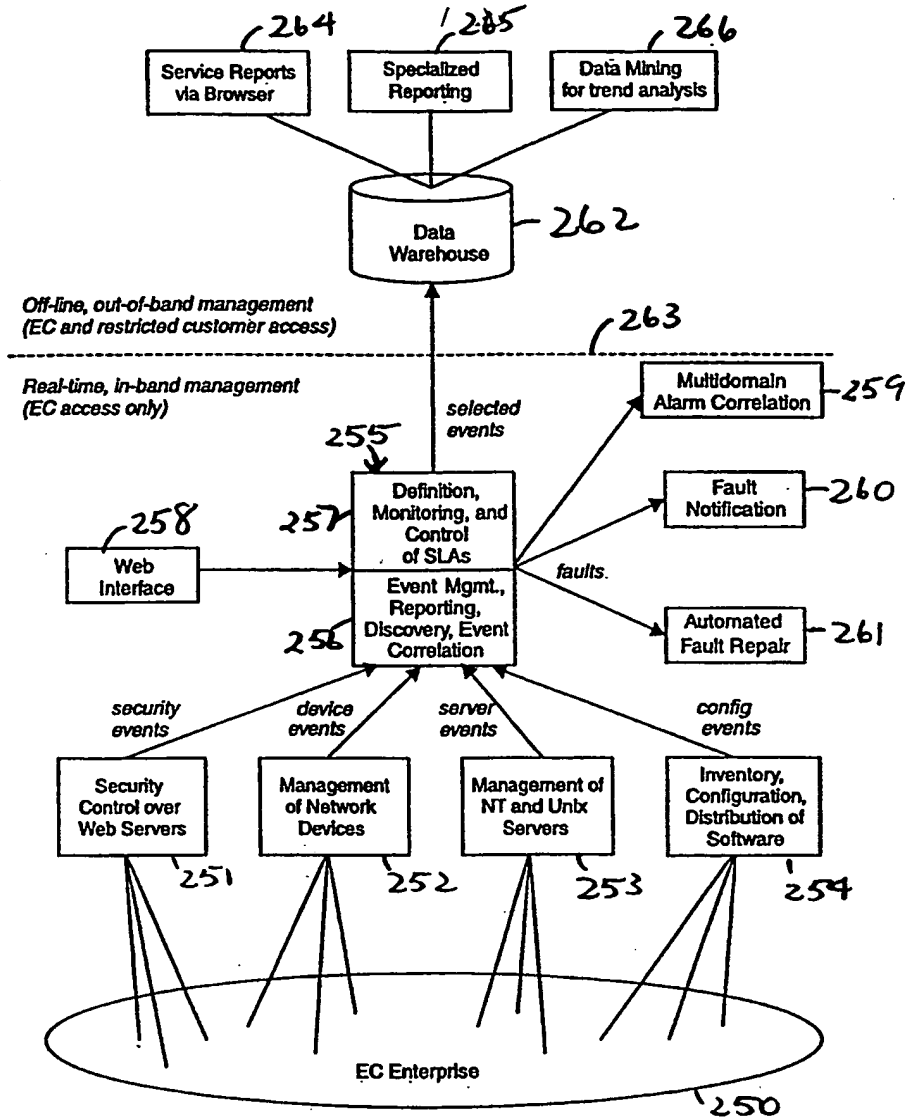 264
265
266
Service Reports
via Browser
Specialized
Reporting
Data Mining
for trend analysis
Data
Warehouse
262
Off-line, out-of-band management
(EC and restricted customer access)
263
Real-time, in-band management
(EC access only)
selected
events
Multidomain
Alarm Correlation
259
255
257
Definition,
Monitoring, and
Control
of SLAs
Fault
Notification
260
258
Web
Interface
faults.
256
Event Mgmt.,
Reporting,
Discovery, Event
Correlation
Automated
Fault Repair
261
security
events
device
events
server
events
config
events
Security
Control over
Web Servers
Management
of Network
Devices
Management of
NT and Unix
Servers
Inventory,
Configuration,
Distribution of
Software
251
252
253
254
EC Enterprise
250